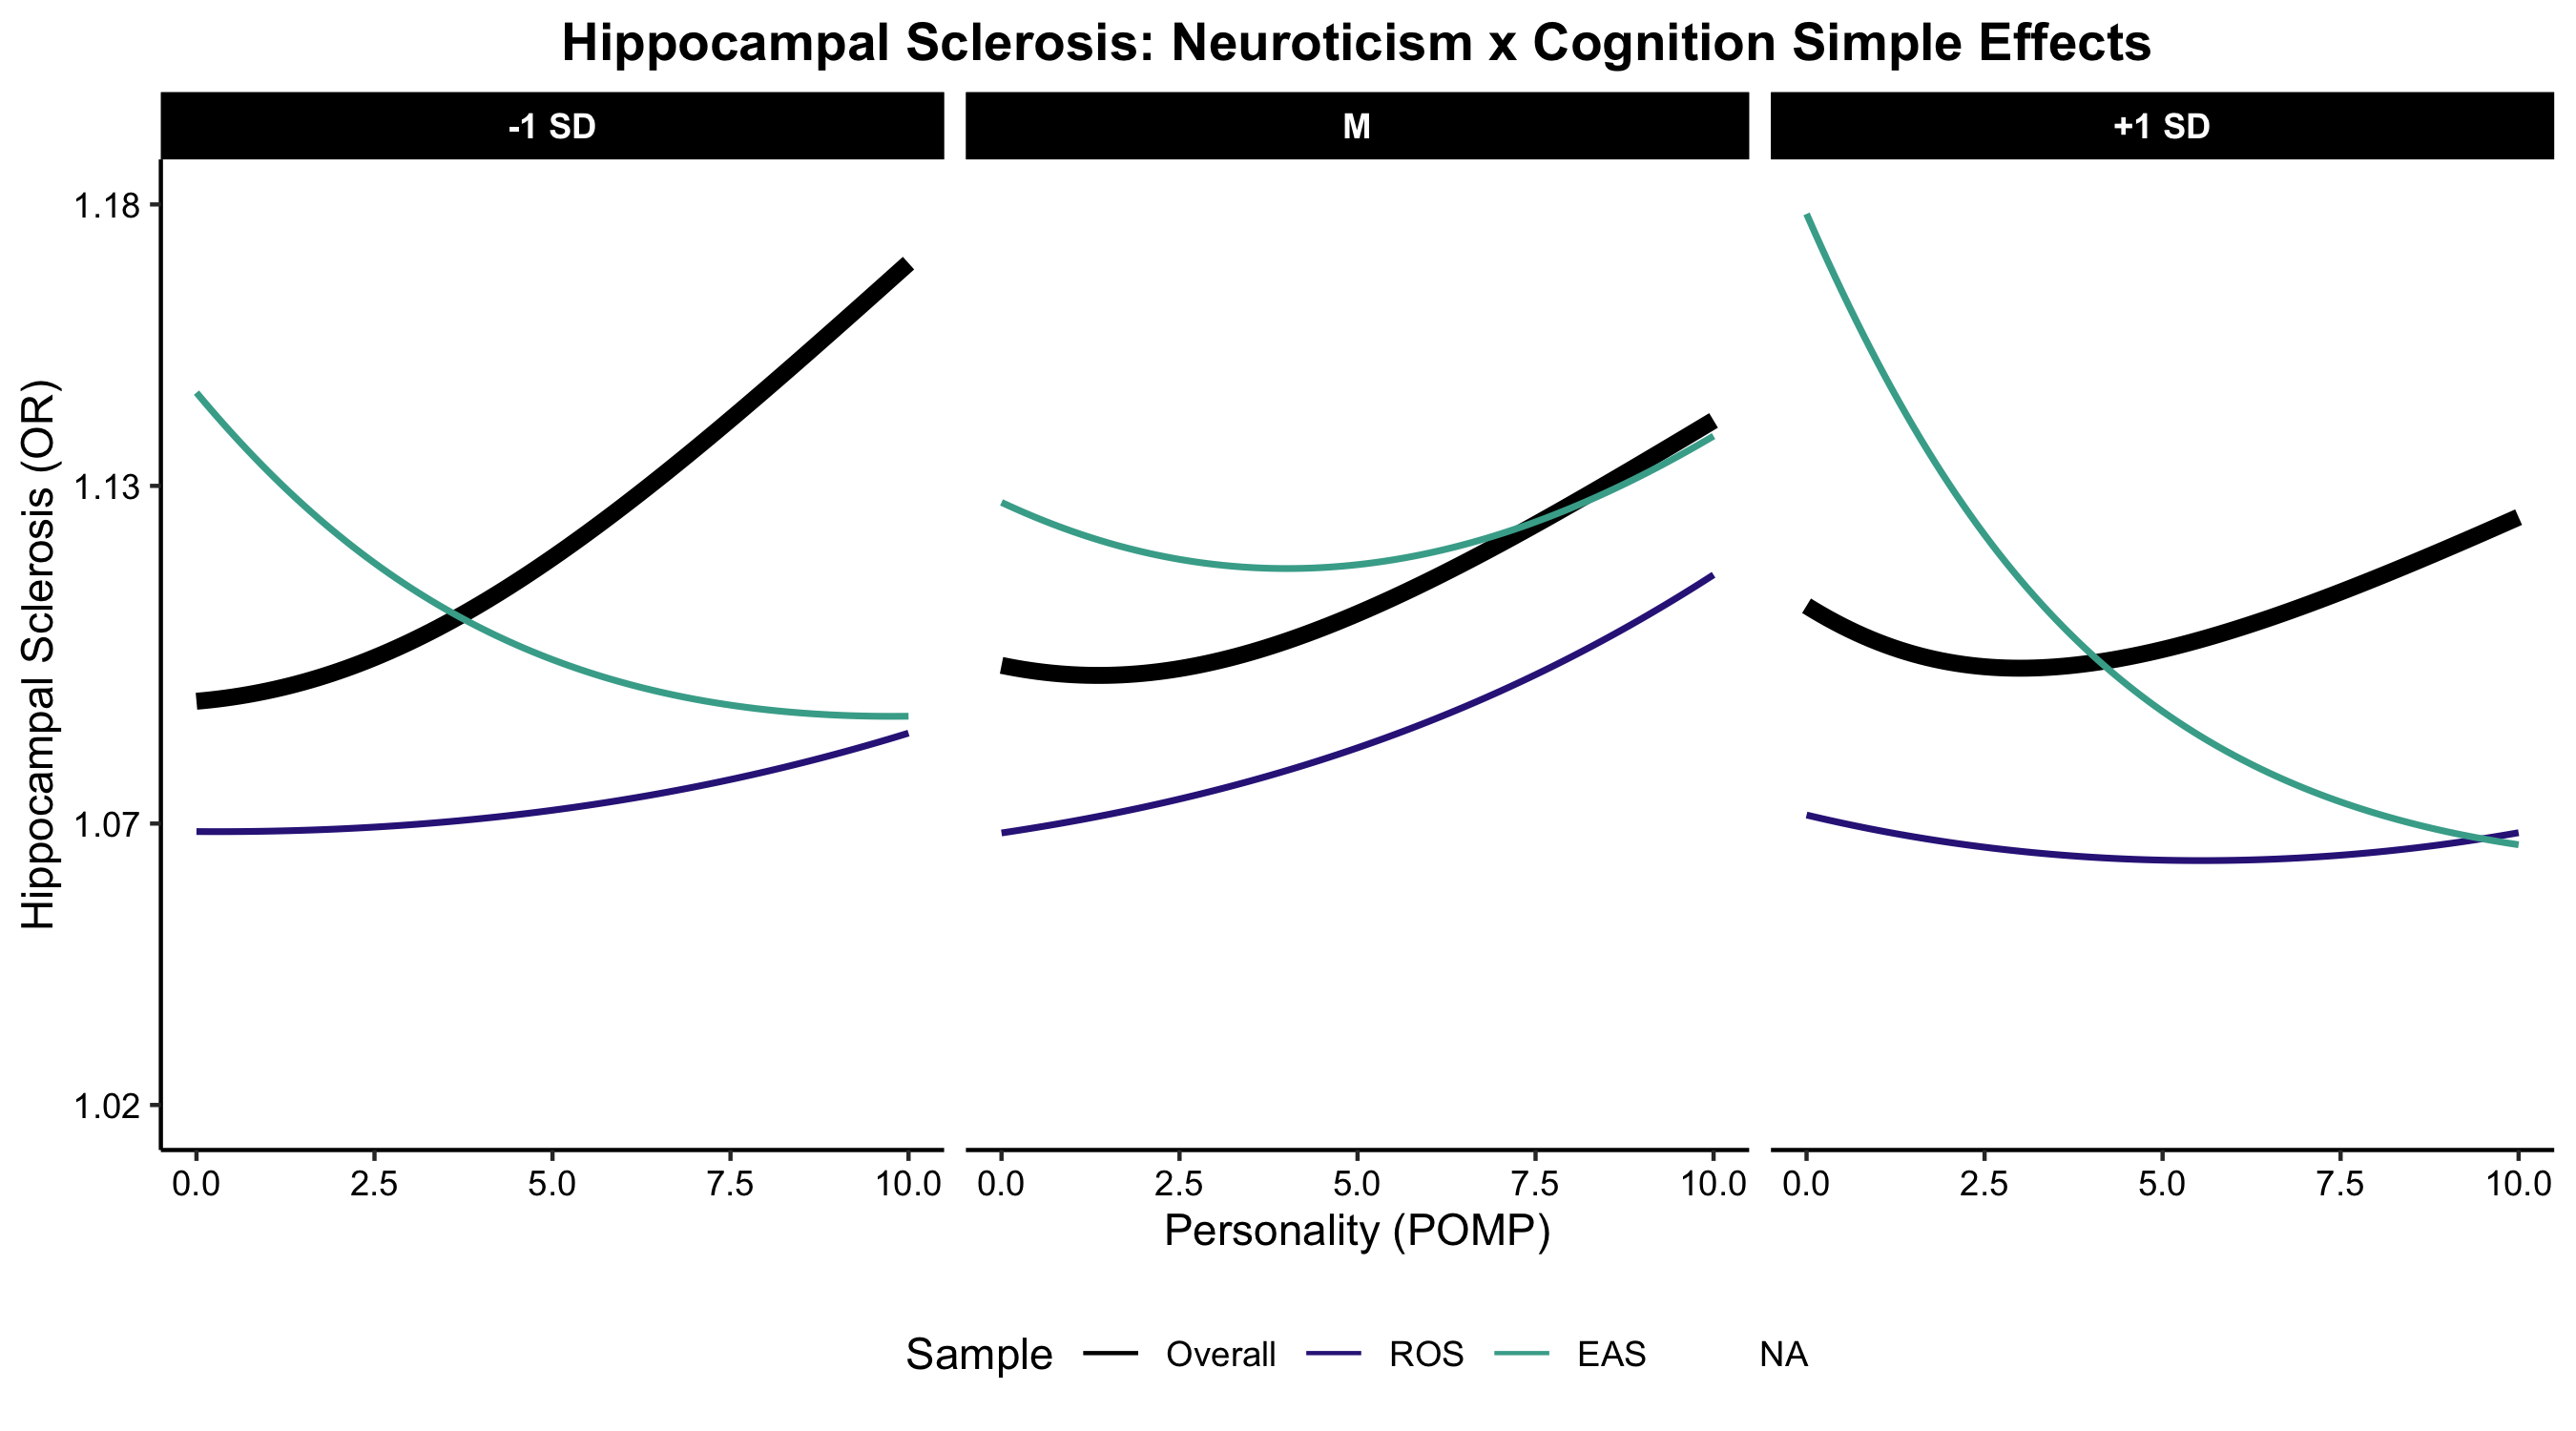 Hippocampal Sclerosis: Neuroticism x Cognition Simple Effects
-1 SD
M
+1 SD
Hippocampal Sclerosis (OR)
1.18
1.13
1.07
1.02
0.0 2.5 5.0 7.5 10.0
0.0 2.5 5.0 7.5 10.0
0.0 2.5 5.0 7.5 10.0
Personality (POMP)
Sample Overall ROS EAS NA